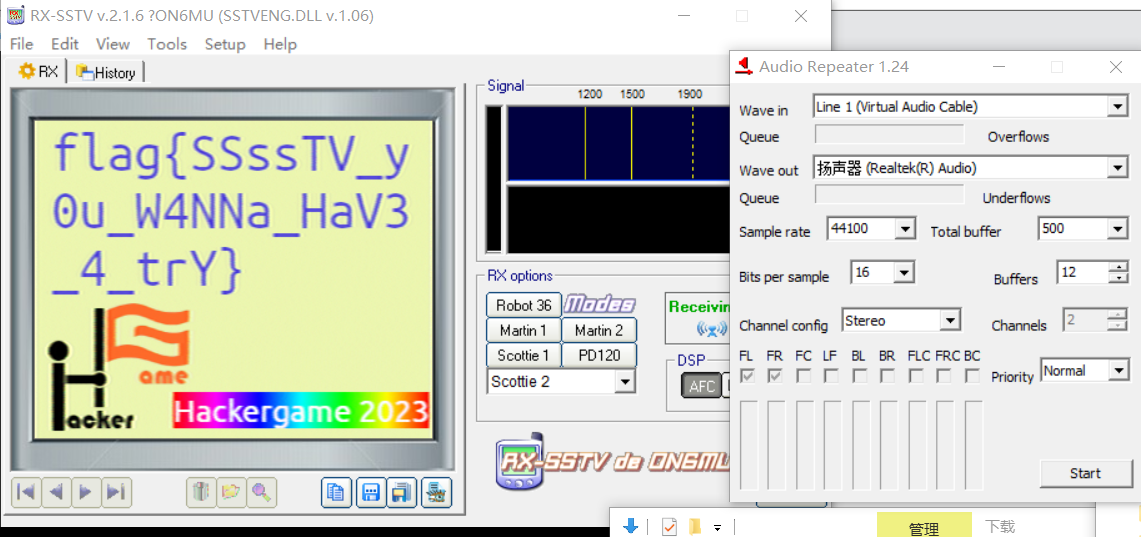 RX-SSTV v.2.1.6 ?ON6MU (SSTVENG.DLL v.1.06)
File Edit View Tools Setup Help
RX History
flag{SSssTV_y
0u_W4NNa_HaV3
_4_trY}
Hacker
ame
Hackergame 2023
Signal
1200 1500 1900
RX options
Robot 36 Modes
Martin 1 Martin 2
Scottie 1 PD120
Scottie 2
Receivin
DSP
AFC
RX-SSTV de ON6MU
Audio Repeater 1.24
Wave in Line 1 (Virtual Audio Cable)
Queue Overflows
Wave out 扬声器 (Realtek(R) Audio)
Queue Underflows
Sample rate 44100 Total buffer 500
Bits per sample 16 Buffers 12
Channel config Stereo Channels 2
FL FR FC LF BL BR FLC FRC BC
Priority Normal
Start
管理 下载